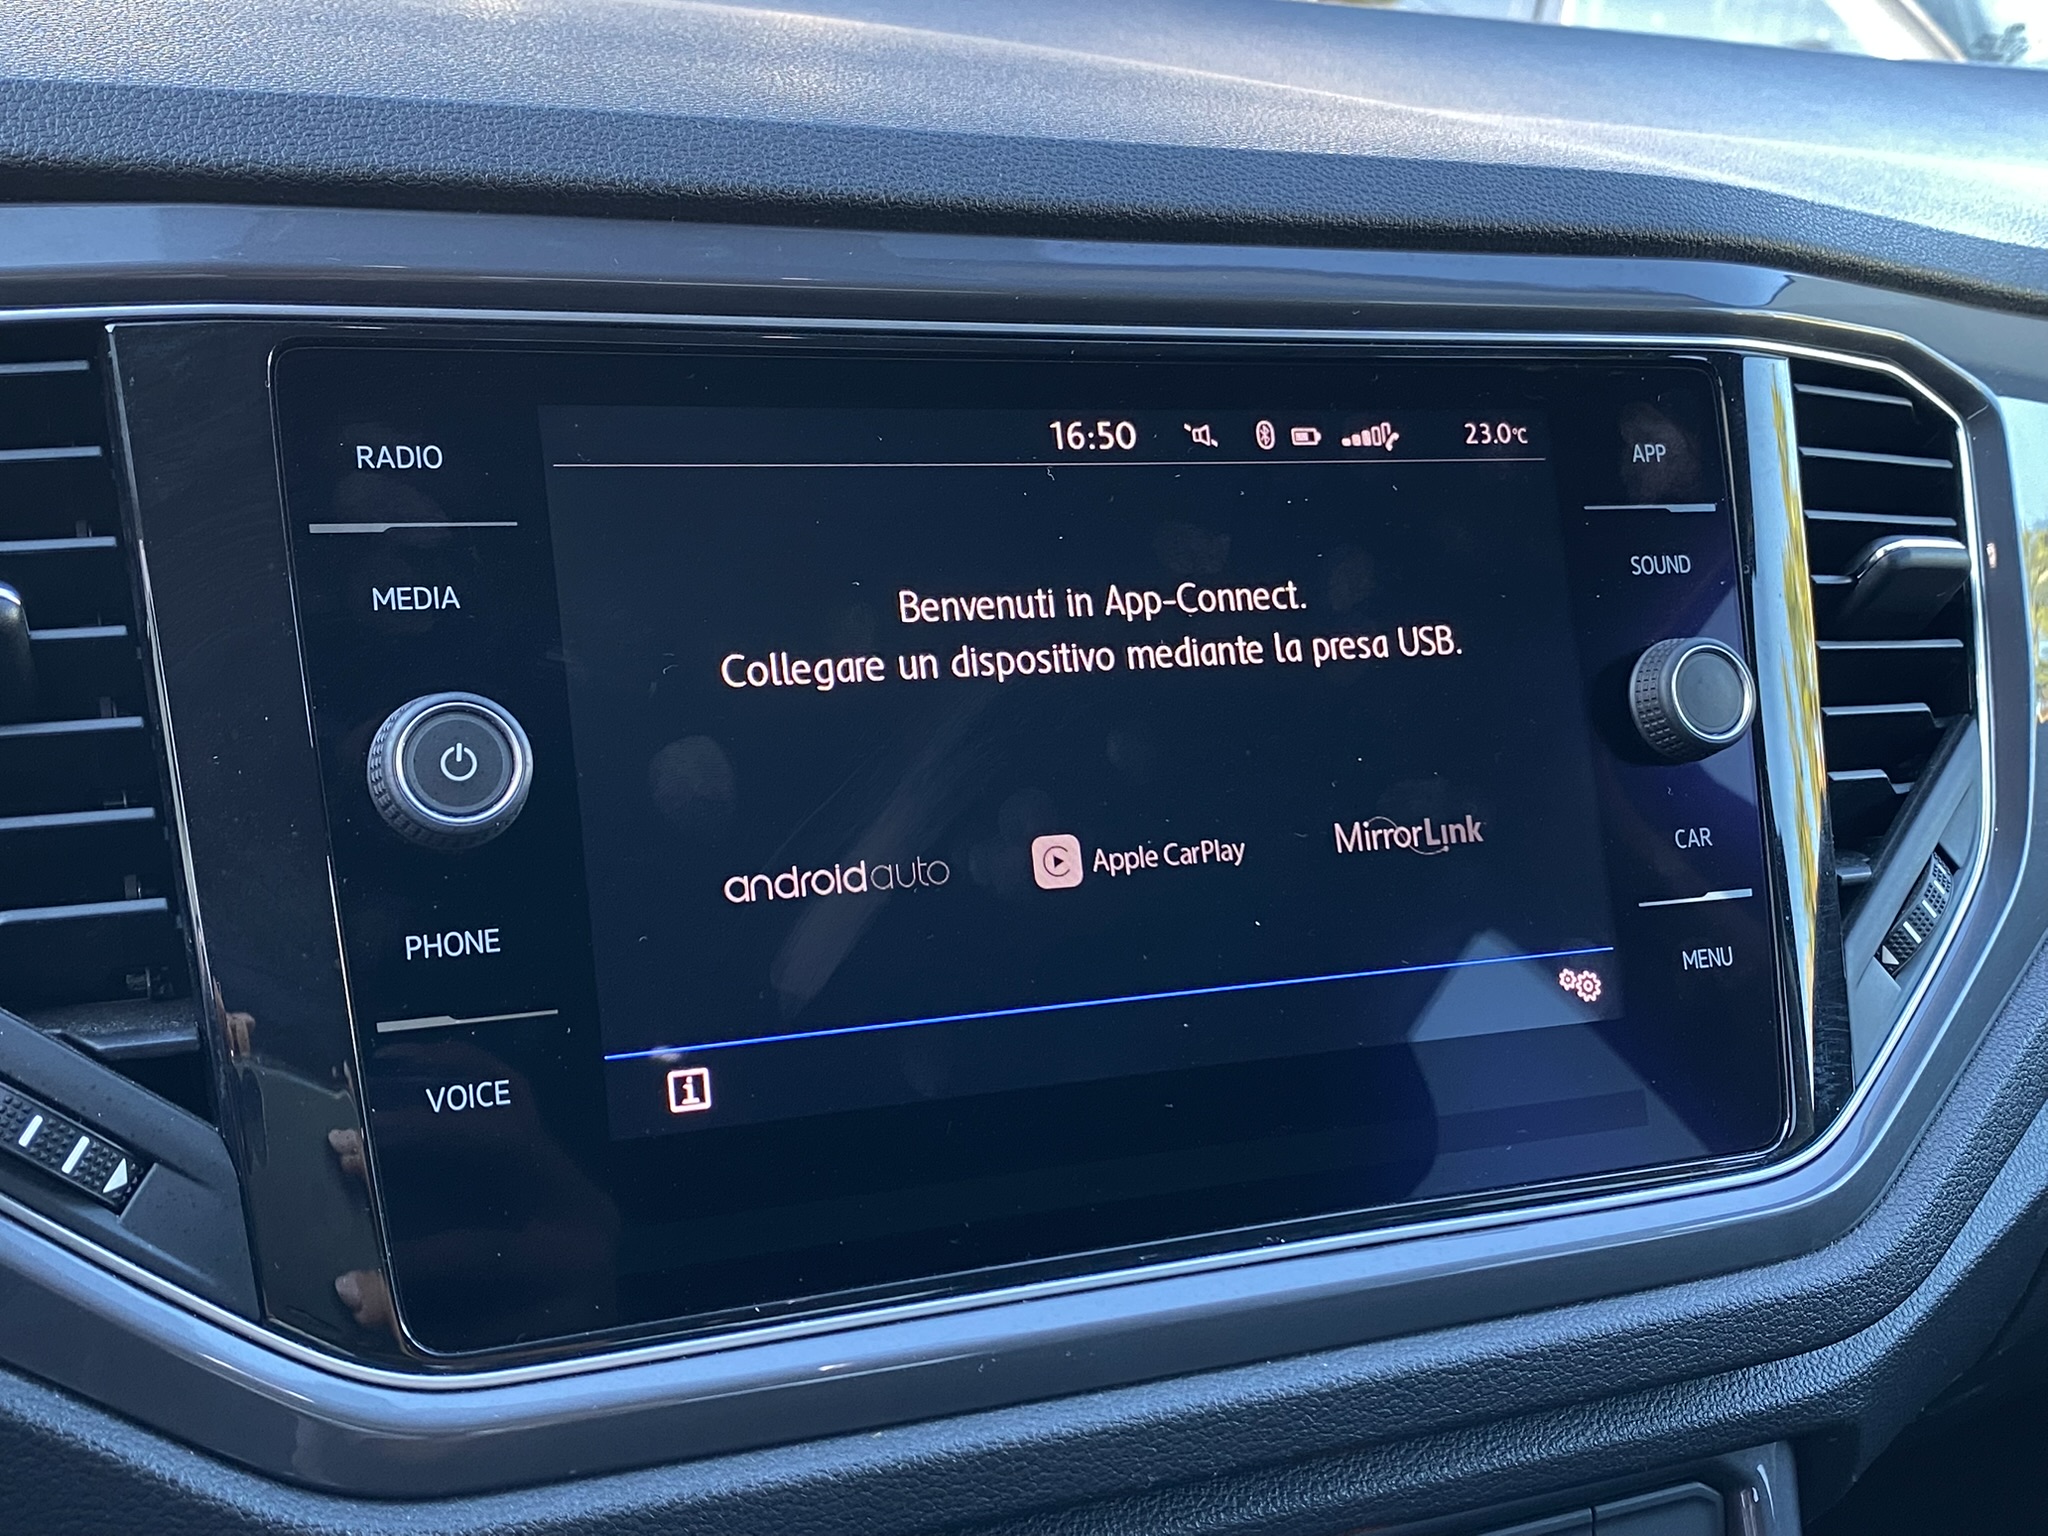 RADIO
MEDIA
PHONE
VOICE
16:50
23.0°C
Benvenuti in App-Connect.
Collegare un dispositivo mediante la presa USB.
androidauto
Apple CarPlay
MirrorLink
i
APP
SOUND
CAR
MENU